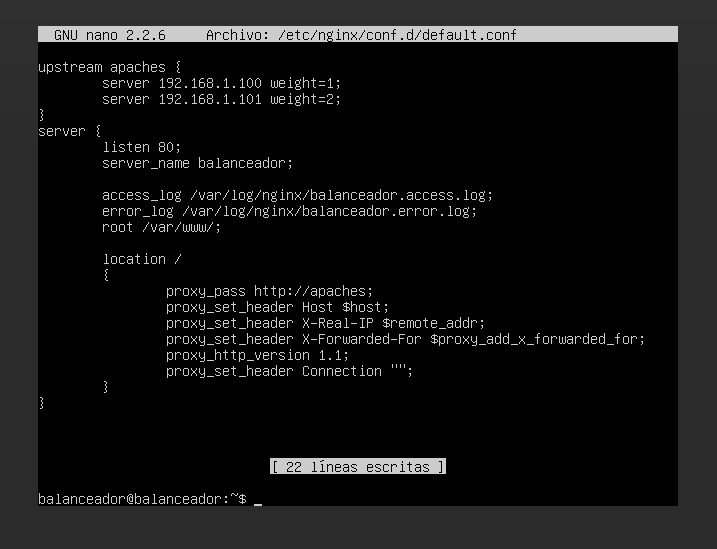 GNU nano 2.2.6 Archivo: /etc/nginx/conf.d/default.conf
upstream apaches {
server 192.168.1.100 weight=1;
server 192.168.1.101 weight=2;
}
server {
listen 80;
server_name balanceador;
access_log /var/log/nginx/balanceador.access.log;
error_log /var/log/nginx/balanceador.error.log;
root /var/www/;
location /
{
proxy_pass http://apaches;
proxy_set_header Host $host;
proxy_set_header X-Real-IP $remote_addr;
proxy_set_header X-Forwarded-For $proxy_add_x_forwarded_for;
proxy_http_version 1.1;
proxy_set_header Connection "";
}
}
[ 22 líneas escritas ]
balanceador@balanceador:~$ _